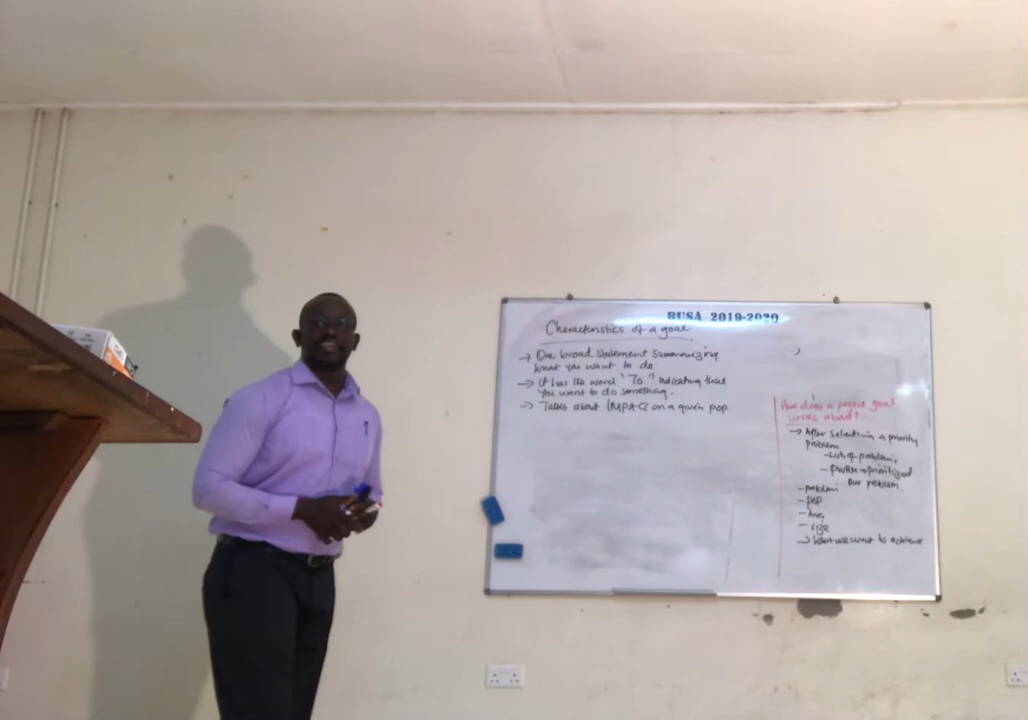 BUSA 2019-2020
Characteristics of a goal
→ One broad statement summarizing
what you want to do
→ It has the word "To" indicating that
you want to do something.
→ Talks about IMPACT on a given pop
How does a project goal
comes about?
→ After selecting a priority
problem
- List of problems
- prioritized
Our problem
- problem
- pop
- Area
- size
→ What we want to achieve